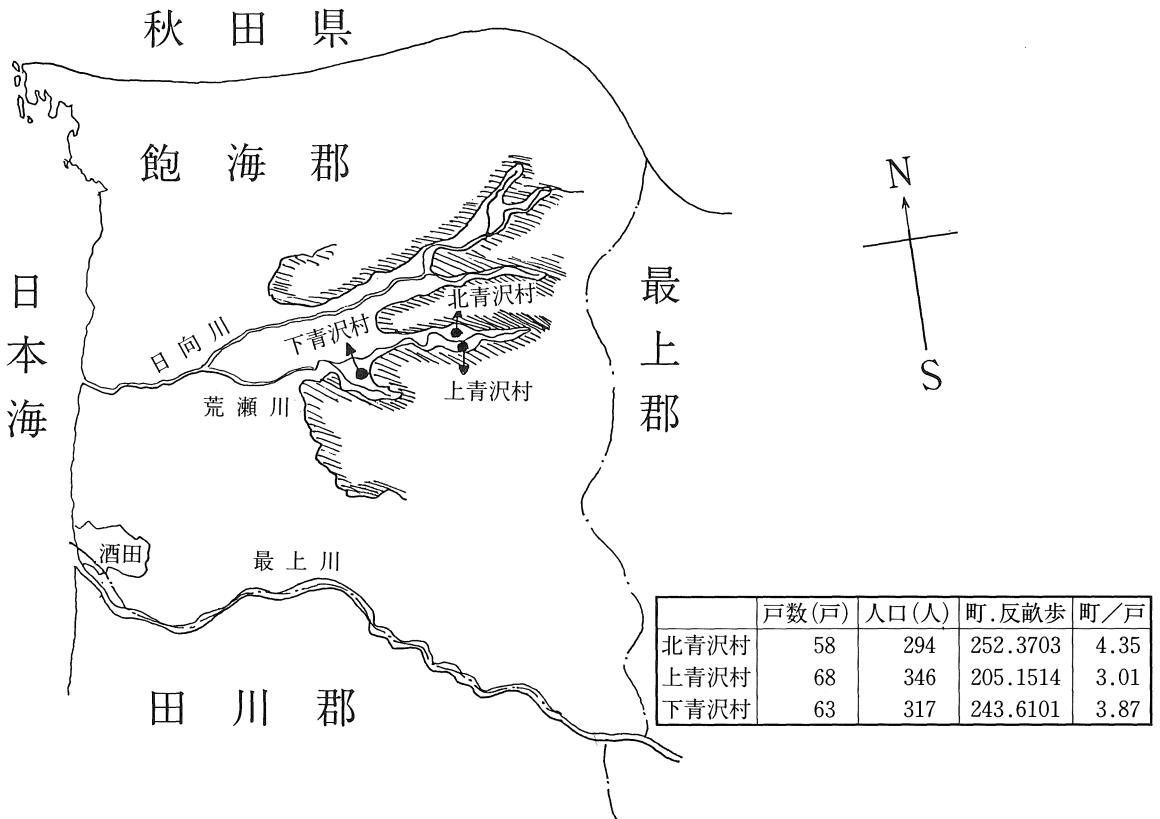 秋田県
飽海郡
N
日本海
最上郡
北青沢村
日向川
下青沢村
S
上青沢村
荒瀬川
酒田
最上川
田川郡
戸数(戸) 人口(人) 町.反畝歩 町/戸
北青沢村 58 294 252.3703 4.35
上青沢村 68 346 205.1514 3.01
下青沢村 63 317 243.6101 3.87